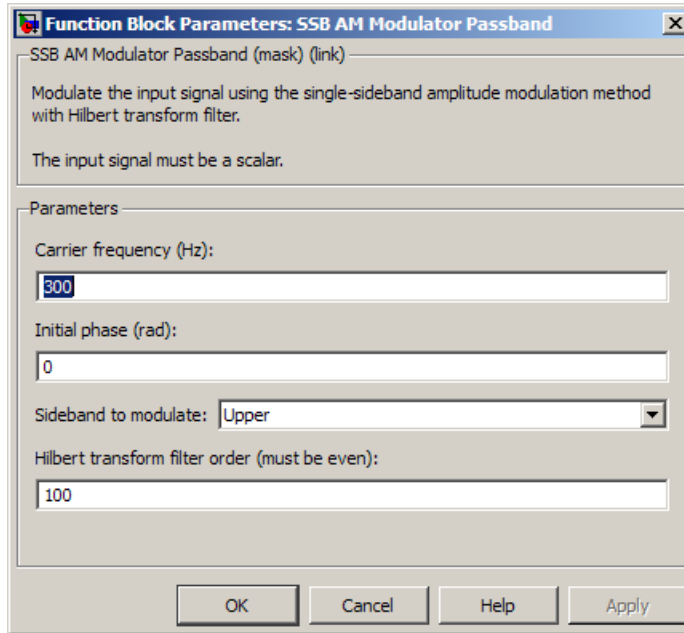 Function Block Parameters: SSB AM Modulator Passband
SSB AM Modulator Passband (mask) (link)
Modulate the input signal using the single-sideband amplitude modulation method
with Hilbert transform filter.
The input signal must be a scalar.
Parameters
Carrier frequency (Hz):
300
Initial phase (rad):
0
Sideband to modulate: Upper
Hilbert transform filter order (must be even):
100
OK Cancel Help Apply